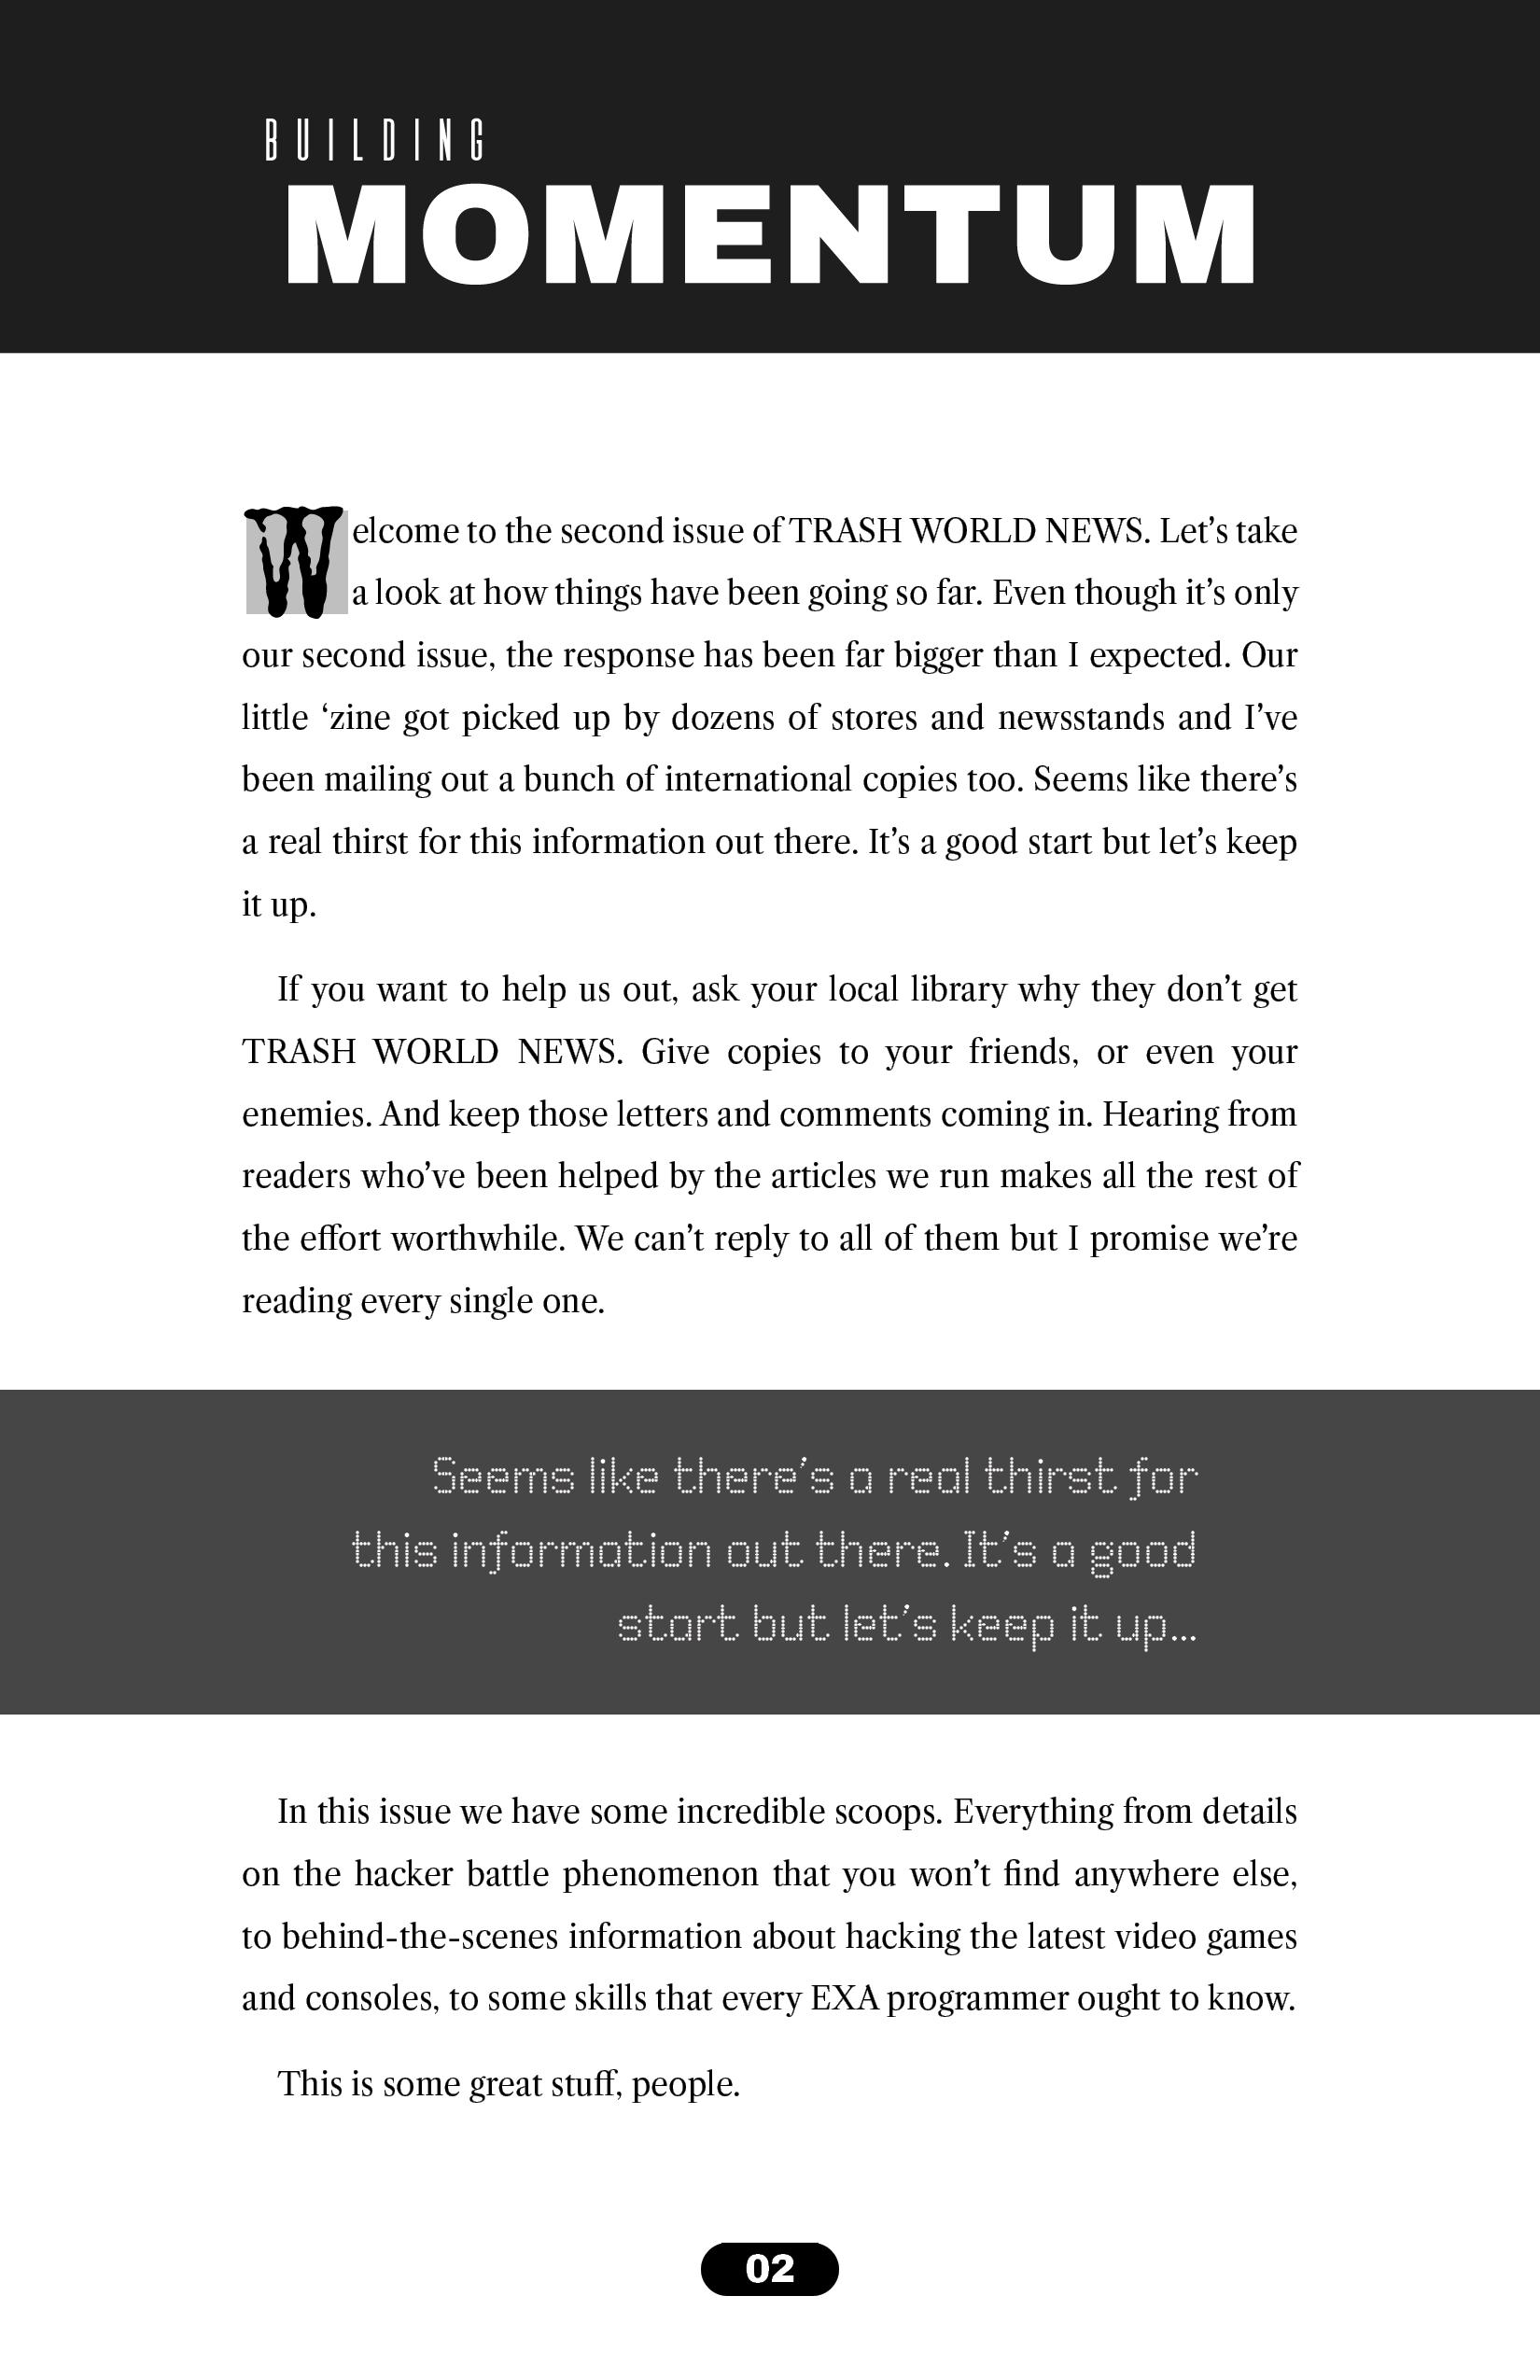 BUILDING
MOMENTUM
Welcome to the second issue of TRASH WORLD NEWS. Let’s take
a look at how things have been going so far. Even though it’s only
our second issue, the response has been far bigger than I expected. Our
little ‘zine got picked up by dozens of stores and newsstands and I’ve
been mailing out a bunch of international copies too. Seems like there’s
a real thirst for this information out there. It’s a good start but let’s keep
it up.
If you want to help us out, ask your local library why they don’t get
TRASH WORLD NEWS. Give copies to your friends, or even your
enemies. And keep those letters and comments coming in. Hearing from
readers who’ve been helped by the articles we run makes all the rest of
the effort worthwhile. We can’t reply to all of them but I promise we’re
reading every single one.
Seems like there’s a real thirst for
this information out there. It’s a good
start but let’s keep it up...
In this issue we have some incredible scoops. Everything from details
on the hacker battle phenomenon that you won’t find anywhere else,
to behind-the-scenes information about hacking the latest video games
and consoles, to some skills that every EXA programmer ought to know.
This is some great stuff, people.
02